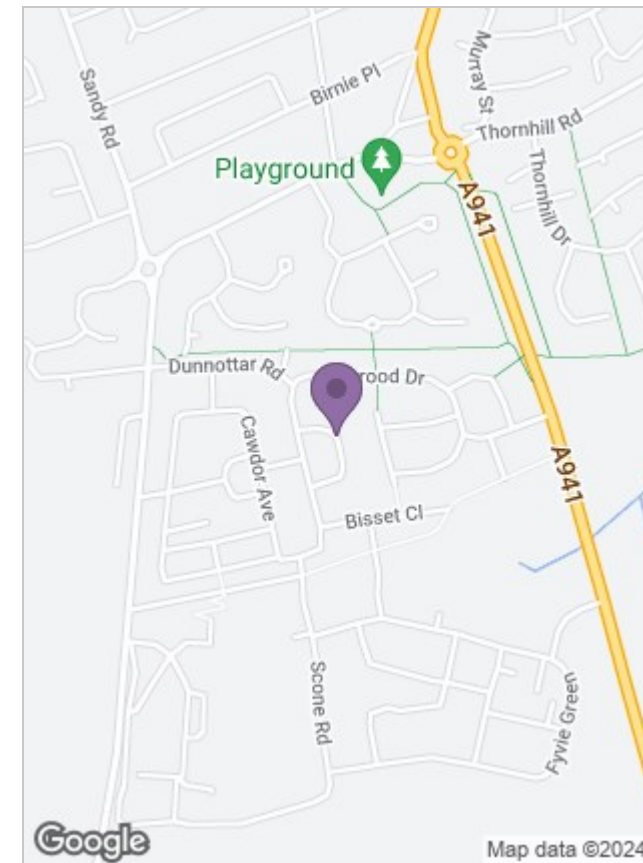 Murray St
Sandy Rd
Birnie Pl
Thornhill Rd
Playground
Thornhill Dr
A941
Dunnottar Rd
rood Dr
Cawdor Ave
A941
Bisset Cl
Scone Rd
Fyvie Green
Google
Map data ©2024